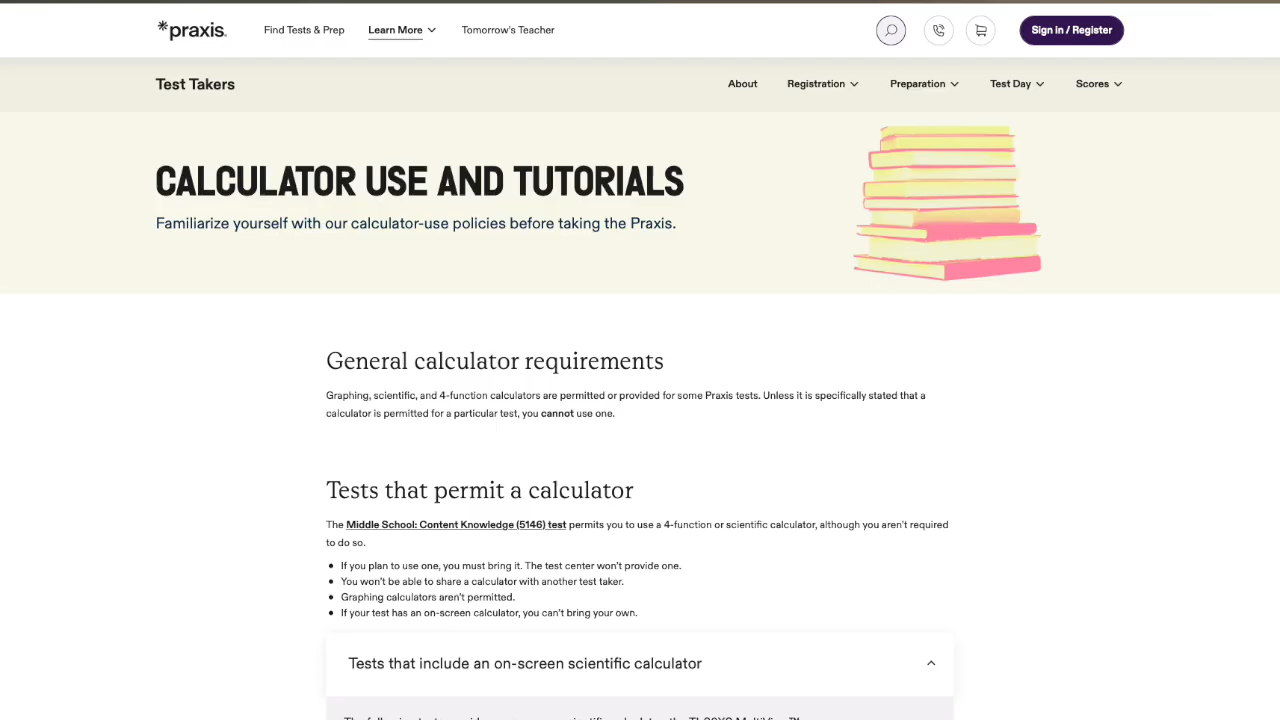 *praxis.
Find Tests & Prep
Learn More
Tomorrow's Teacher
Sign in / Register
Test Takers
About
Registration
Preparation
Test Day
Scores
CALCULATOR USE AND TUTORIALS
Familiarize yourself with our calculator-use policies before taking the Praxis.
General calculator requirements
Graphing, scientific, and 4-function calculators are permitted or provided for some Praxis tests. Unless it is specifically stated that a
calculator is permitted for a particular test, you cannot use one.
Tests that permit a calculator
The Middle School: Content Knowledge (5146) test permits you to use a 4-function or scientific calculator, although you aren't required
to do so.
If you plan to use one, you must bring it. The test center won't provide one.
You won't be able to share a calculator with another test taker.
Graphing calculators aren't permitted.
If your test has an on-screen calculator, you can't bring your own.
Tests that include an on-screen scientific calculator